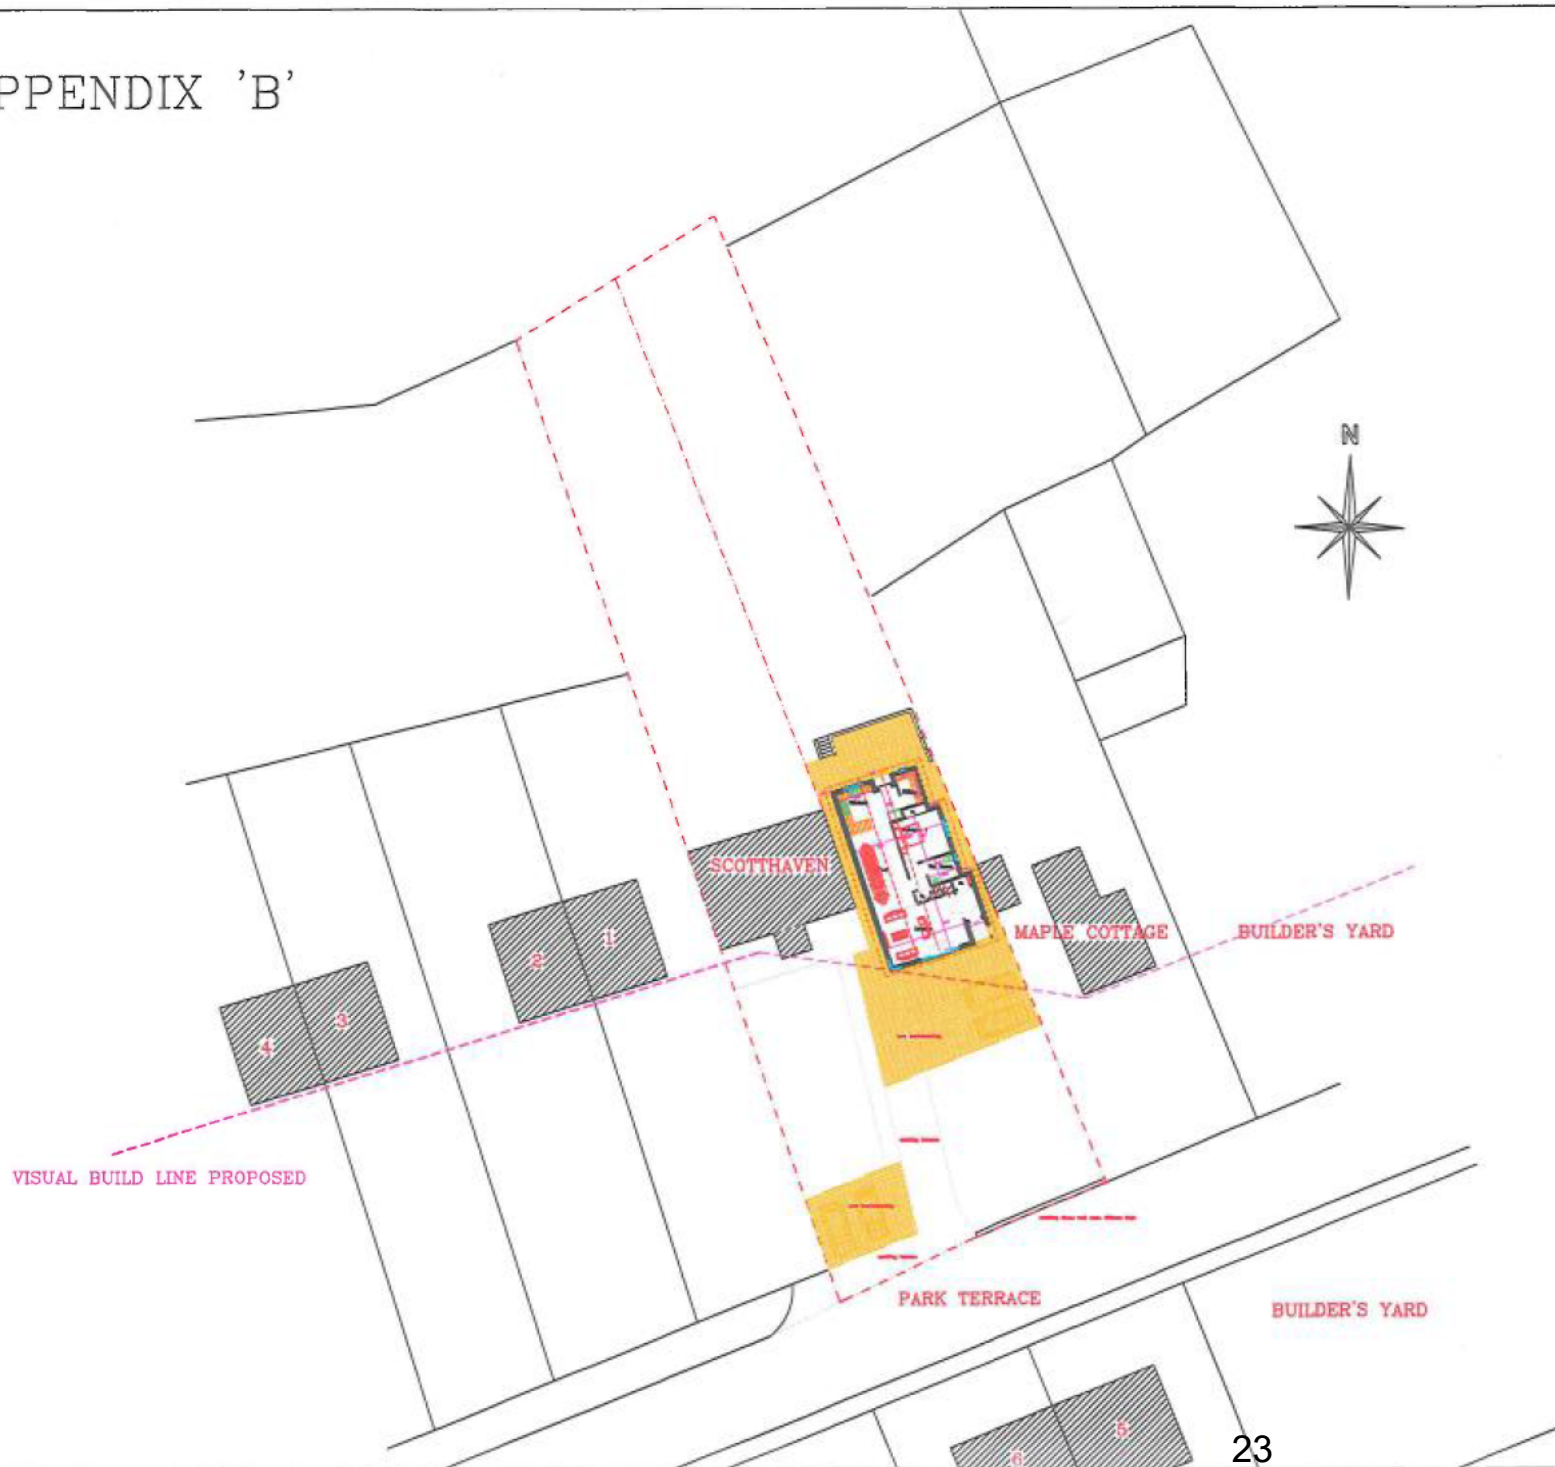 PPENDIX 'B'
N
SCOTTHAVEN
MAPLE COTTAGE
BUILDER'S YARD
1
2
3
4
VISUAL BUILD LINE PROPOSED
PARK TERRACE
BUILDER'S YARD
5
6
23